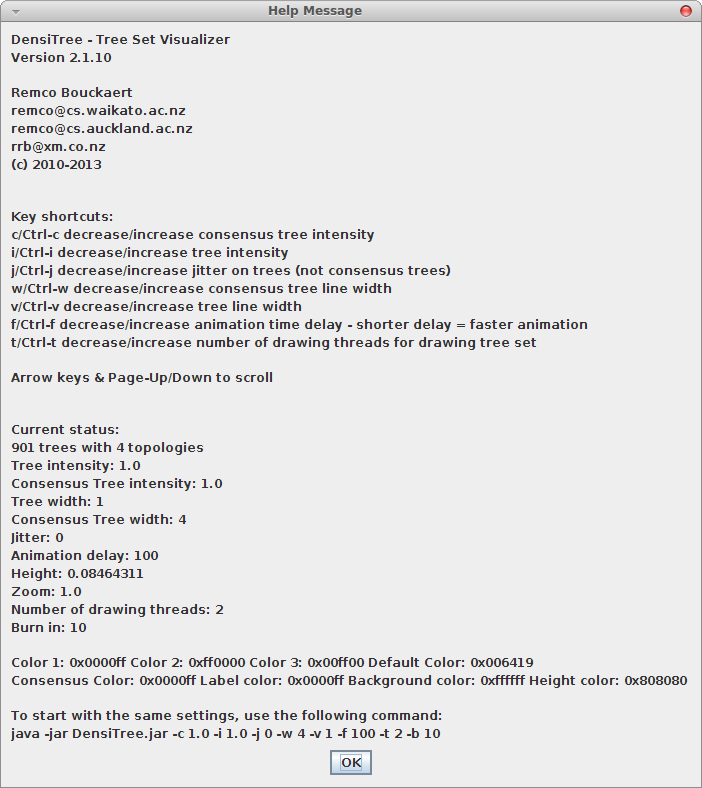 Help Message
DensiTree - Tree Set Visualizer
Version 2.1.10
Remco Bouckaert
remco@cs.waikato.ac.nz
remco@cs.auckland.ac.nz
rrb@xm.co.nz
(c) 2010-2013
Key shortcuts:
c/Ctrl-c decrease/increase consensus tree intensity
i/Ctrl-i decrease/increase tree intensity
j/Ctrl-j decrease/increase jitter on trees (not consensus trees)
w/Ctrl-w decrease/increase consensus tree line width
v/Ctrl-v decrease/increase tree line width
f/Ctrl-f decrease/increase animation time delay - shorter delay = faster animation
t/Ctrl-t decrease/increase number of drawing threads for drawing tree set
Arrow keys & Page-Up/Down to scroll
Current status:
901 trees with 4 topologies
Tree intensity: 1.0
Consensus Tree intensity: 1.0
Tree width: 1
Consensus Tree width: 4
Jitter: 0
Animation delay: 100
Height: 0.08464311
Zoom: 1.0
Number of drawing threads: 2
Burn in: 10
Color 1: 0x0000ff Color 2: 0xff0000 Color 3: 0x00ff00 Default Color: 0x006419
Consensus Color: 0x0000ff Label color: 0x0000ff Background color: 0xffffff Height color: 0x808080
To start with the same settings, use the following command:
java -jar DensiTree.jar -c 1.0 -i 1.0 -j 0 -w 4 -v 1 -f 100 -t 2 -b 10
OK